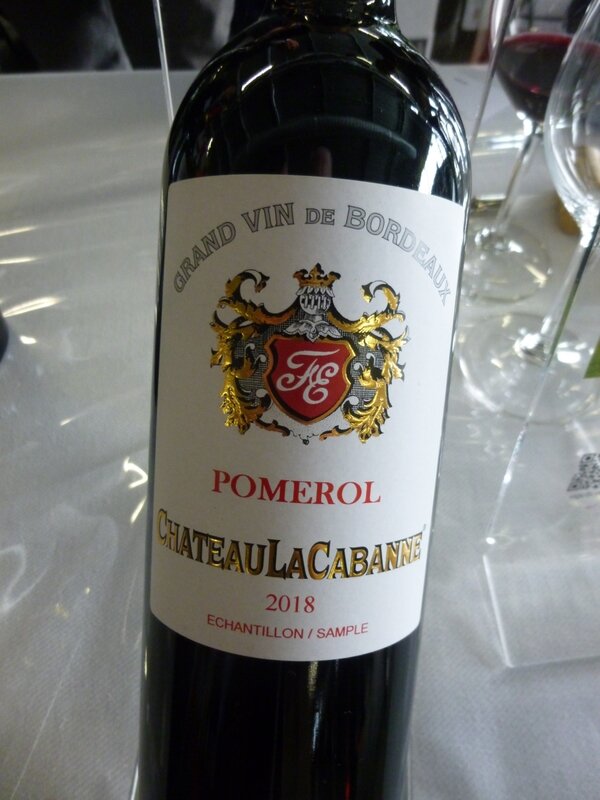 GRAND VIN DE BORDEAUX
FE
POMEROL
CHATEAU LA CABANNE
2018
ECHANTILLON / SAMPLE